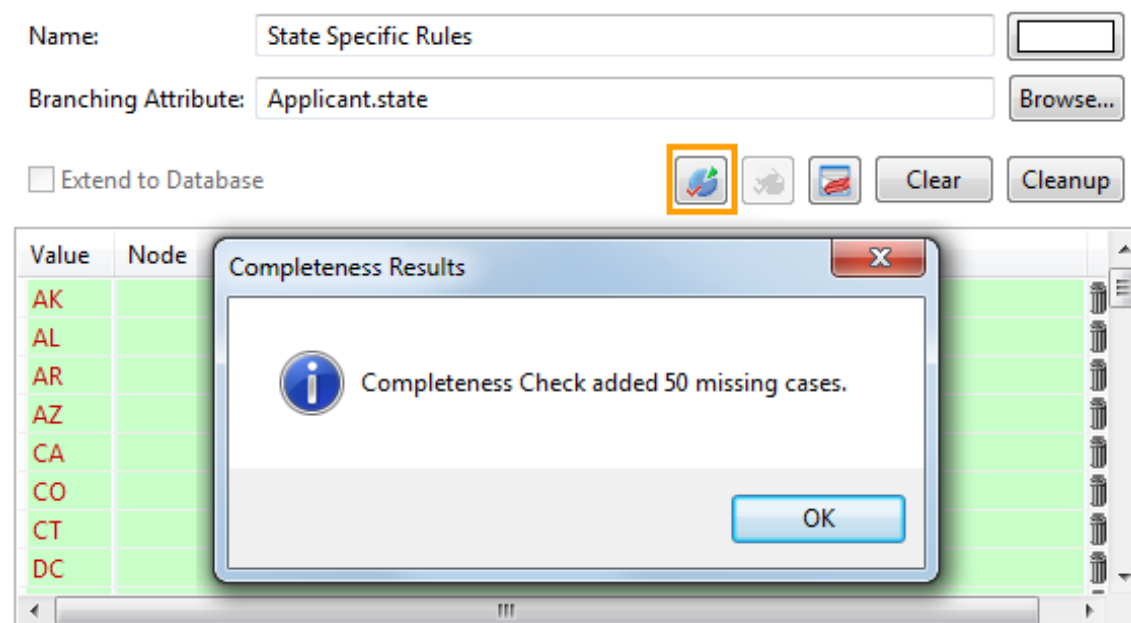 Name: State Specific Rules
Branching Attribute: Applicant.state Browse...
Extend to Database Clear Cleanup
Value Node
Completeness Results
AK
AL
AR
Completeness Check added 50 missing cases.
AZ
CA
CO
CT
OK
DC